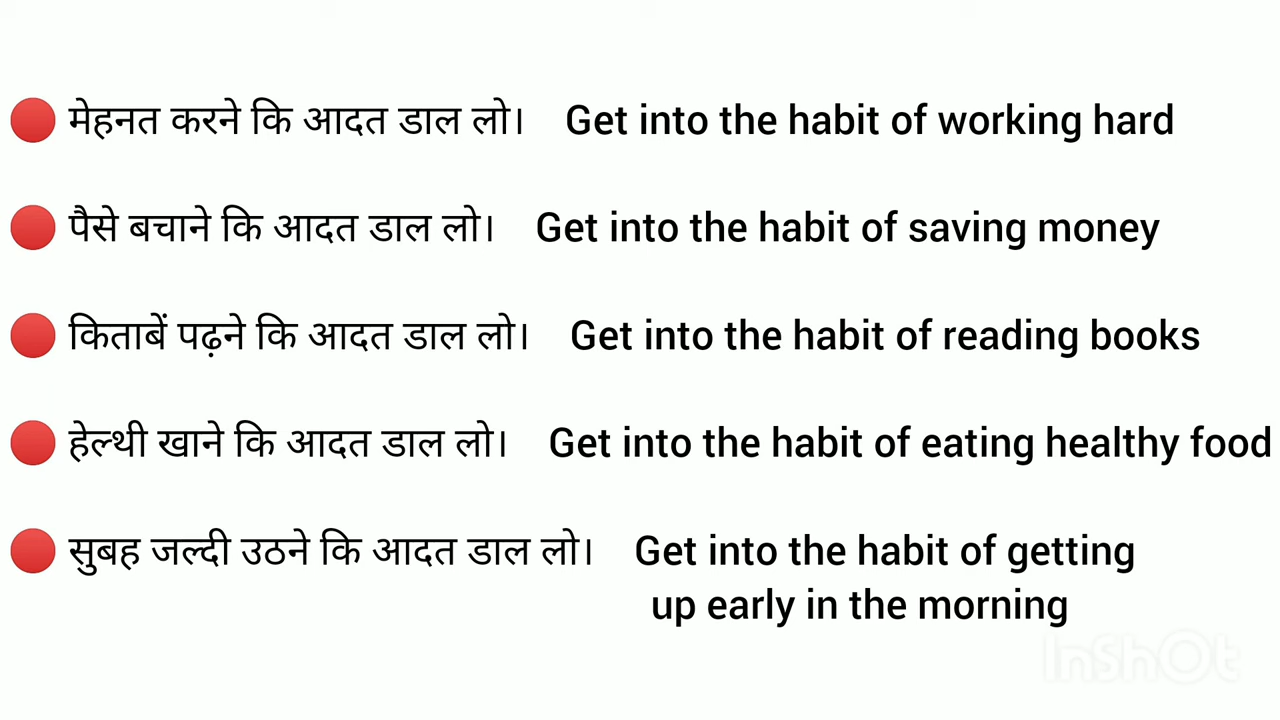 मेहनत करने कि आदत डाल लो। Get into the habit of working hard
पैसे बचाने कि आदत डाल लो। Get into the habit of saving money
किताबें पढ़ने कि आदत डाल लो। Get into the habit of reading books
हेल्थी खाने कि आदत डाल लो। Get into the habit of eating healthy food
सुबह जल्दी उठने कि आदत डाल लो। Get into the habit of getting
up early in the morning
InShOt